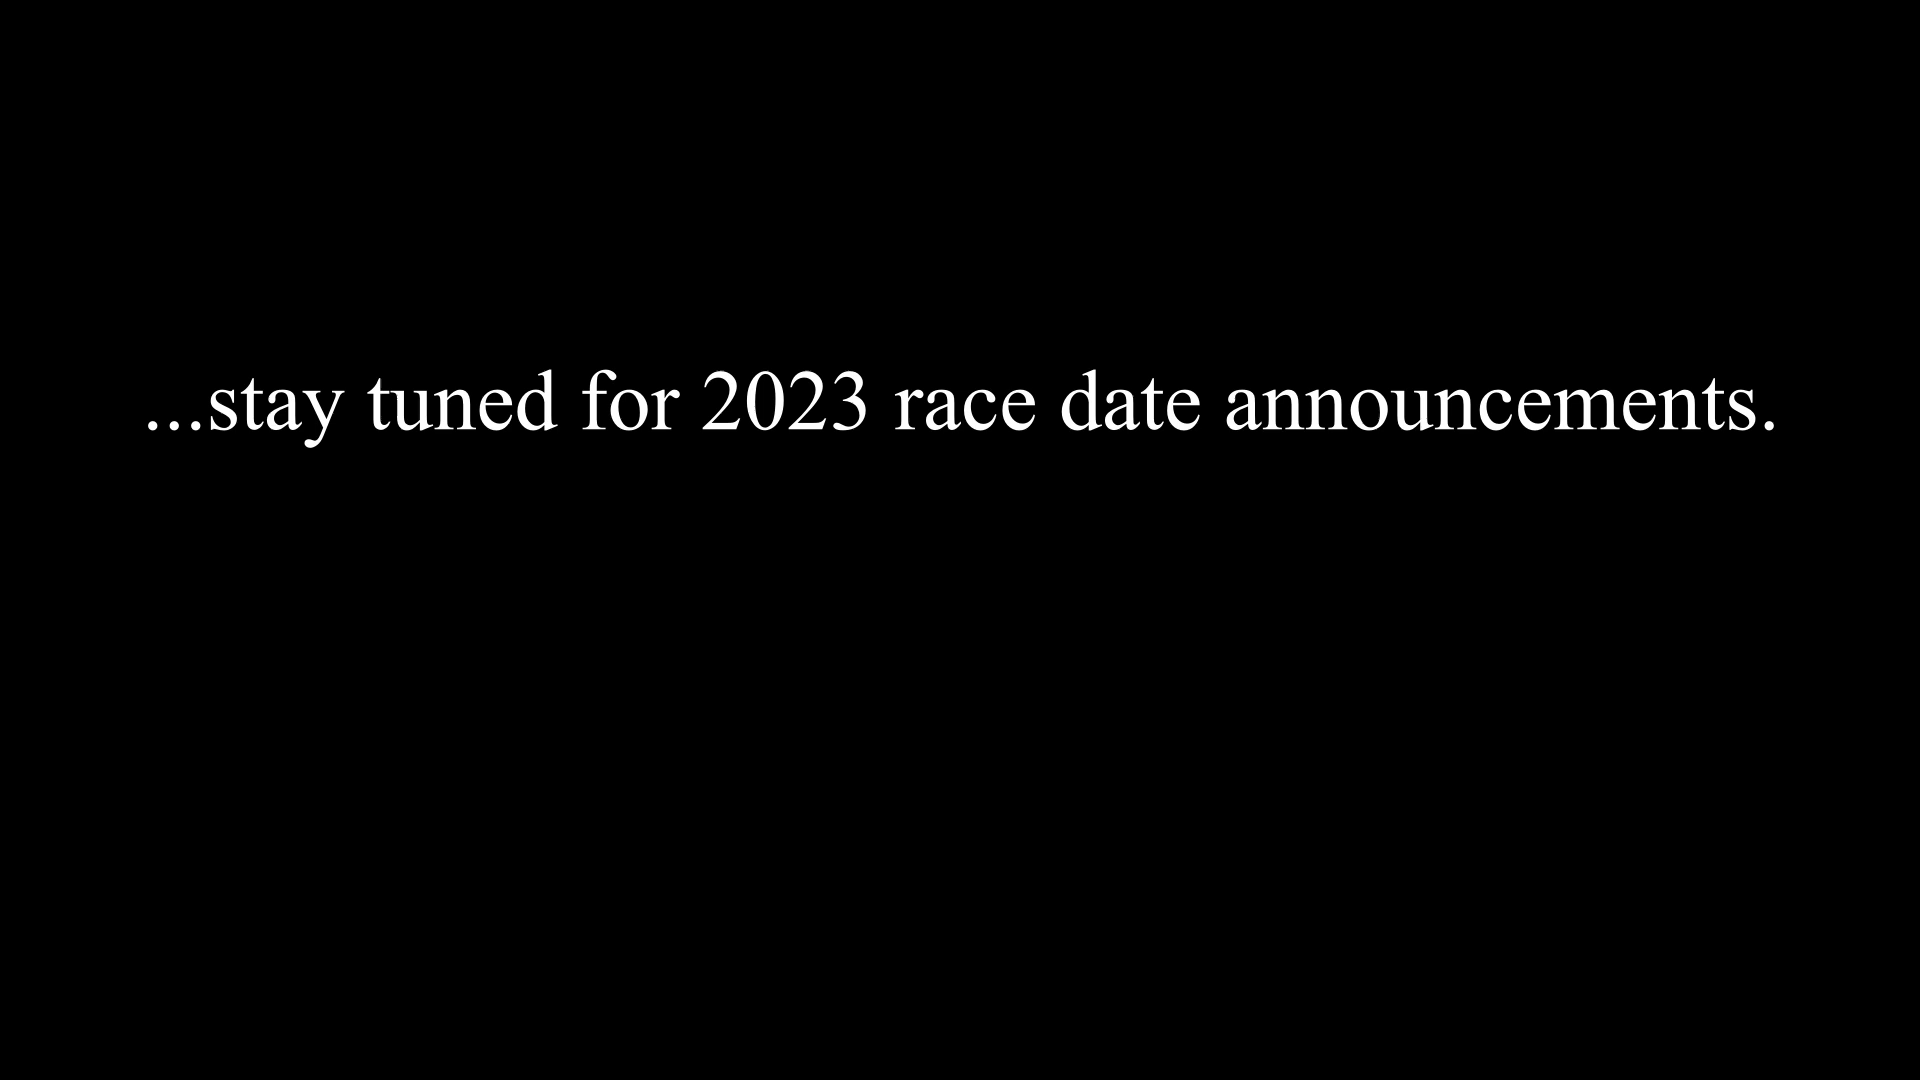 ...stay tuned for 2023 race date announcements.